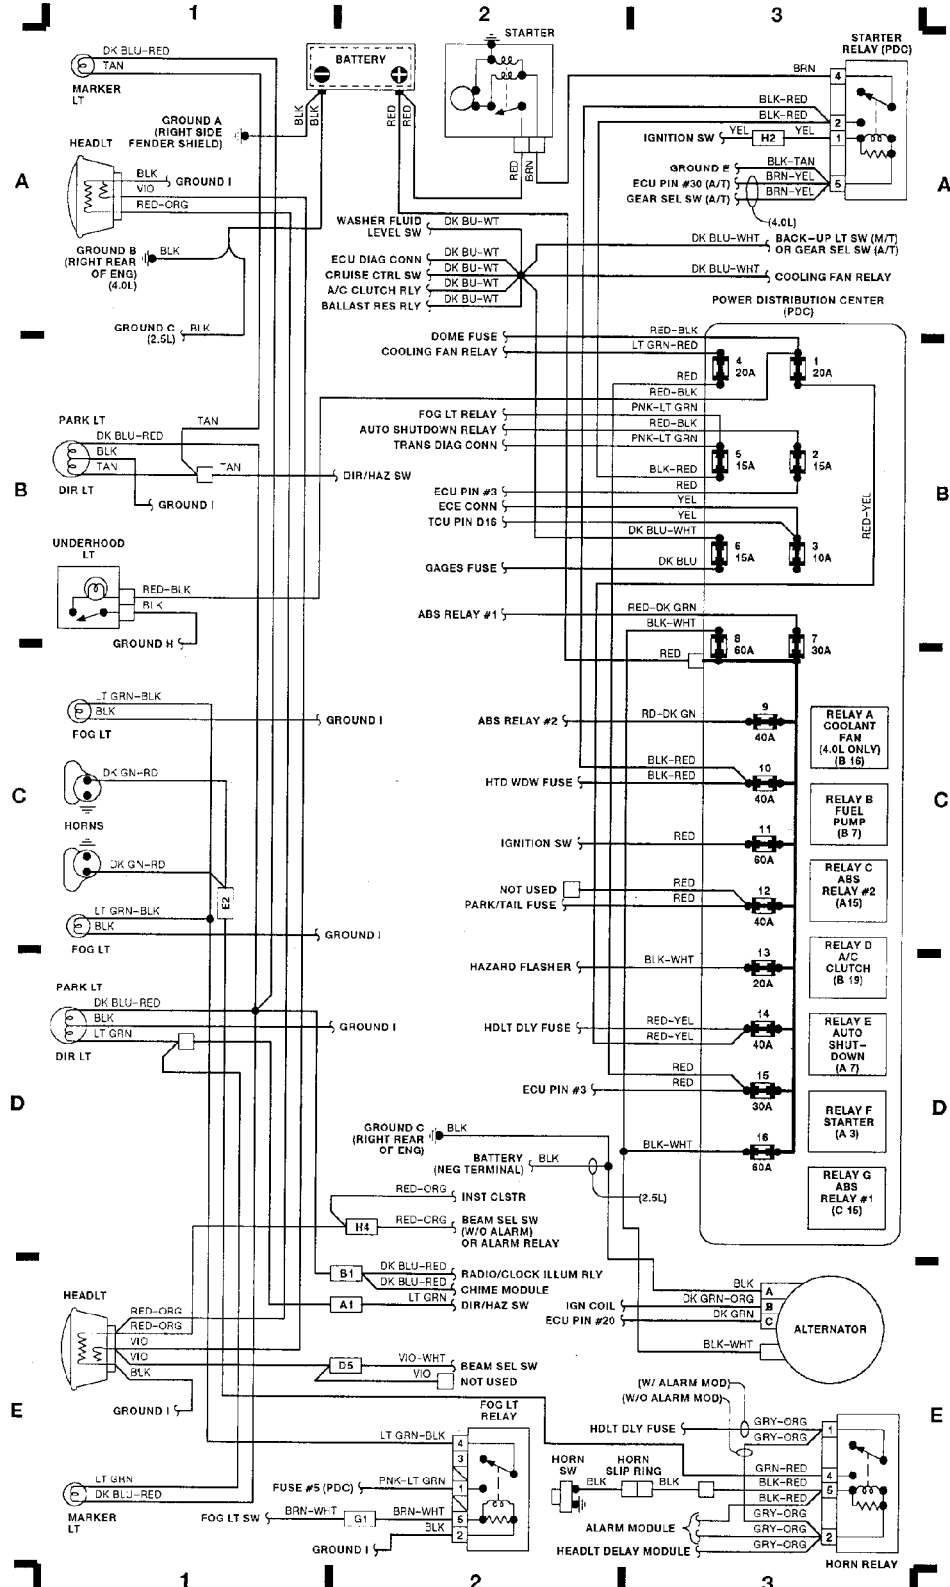 1
2
3
DK BLU-RED
TAN
MARKER
LT
BATTERY
BLK
BLK
RED
RED
STARTER
RED
BRN
STARTER
RELAY (PDC)
BRN
4
BLK-RED
BLK-RED
2
IGNITION SW
YEL
H2
YEL
1
GROUND E
BLK-TAN
ECU PIN #30 (A/T)
BRN-YEL
5
GEAR SEL SW (A/T)
BRN-YEL
(4.0L)
GROUND A
(RIGHT SIDE
FENDER SHIELD)
HEADLT
BLK
GROUND I
VIO
RED-ORG
A
A
GROUND B
(RIGHT REAR
OF ENG)
(4.0L)
BLK
GROUND C
(2.5L)
BLK
WASHER FLUID
LEVEL SW
DK BU-WT
ECU DIAG CONN
DK BU-WT
CRUISE CTRL SW
DK BU-WT
A/C CLUTCH RLY
DK BU-WT
BALLAST RES RLY
DK BU-WT
DK BLU-WHT
BACK-UP LT SW (M/T)
OR GEAR SEL SW (A/T)
DK BLU-WHT
COOLING FAN RELAY
POWER DISTRIBUTION CENTER
(PDC)
DOME FUSE
RED-BLK
COOLING FAN RELAY
LT GRN-RED
4
20A
1
20A
RED
RED-BLK
FOG LT RELAY
PNK-LT GRN
AUTO SHUTDOWN RELAY
RED-BLK
TRANS DIAG CONN
PNK-LT GRN
5
15A
2
15A
BLK-RED
ECU PIN #3
RED
ECE CONN
YEL
TCU PIN D16
YEL
DK BLU-WHT
6
15A
3
10A
RED-YEL
GAGES FUSE
DK BLU
PARK LT
DK BLU-RED
BLK
TAN
TAN
TAN
DIR LT
DIR/HAZ SW
GROUND I
B
B
UNDERHOOD
LT
RED-BLK
BLK
GROUND H
ABS RELAY #1
RED-DK GRN
BLK-WHT
8
60A
7
30A
RED
LT GRN-BLK
BLK
GROUND I
FOG LT
ABS RELAY #2
RD-DK GN
9
40A
RELAY A
COOLANT
FAN
(4.0L ONLY)
(B 16)
DK GN-RD
HORNS
C
C
BLK-RED
HTD WDW FUSE
BLK-RED
10
40A
RELAY B
FUEL
PUMP
(B 7)
IGNITION SW
RED
11
60A
DK GN-RD
E2
NOT USED
RED
PARK/TAIL FUSE
RED
12
40A
RELAY C
ABS
RELAY #2
(A15)
LT GRN-BLK
BLK
GROUND I
FOG LT
HAZARD FLASHER
BLK-WHT
13
20A
RELAY D
A/C
CLUTCH
(B 19)
PARK LT
DK BLU-RED
BLK
LT GRN
GROUND I
DIR LT
HDLT DLY FUSE
RED-YEL
RED-YEL
14
40A
RELAY E
AUTO
SHUT-
DOWN
(A 7)
RED
ECU PIN #3
RED
15
30A
RELAY F
STARTER
(A 3)
D
D
GROUND C
(RIGHT REAR
OF ENG)
BLK
BATTERY
(NEG TERMINAL)
BLK
(2.5L)
BLK-WHT
16
60A
RELAY G
ABS
RELAY #1
(C 15)
RED-ORG
INST CLSTR
H4
RED-ORG
BEAM SEL SW
(W/O ALARM)
OR ALARM RELAY
B1
DK BLU-RED
RADIO/CLOCK ILLUM RLY
DK BLU-RED
CHIME MODULE
A1
LT GRN
DIR/HAZ SW
HEADLT
RED-ORG
RED-ORG
VIO
VIO
BLK
GROUND I
D5
VIO-WHT
BEAM SEL SW
VIO
NOT USED
BLK
A
IGN COIL
DK GRN-ORG
B
ECU PIN #20
DK GRN
C
ALTERNATOR
BLK-WHT
E
E
FOG LT
RELAY
LT GRN-BLK
4
3
FUSE #5 (PDC)
PNK-LT GRN
1
FOG LT SW
BRN-WHT
G1
BRN-WHT
5
BLK
2
GROUND I
LT GRN
DK BLU-RED
MARKER
LT
(W/ ALARM MOD)
(W/O ALARM MOD)
HDLT DLY FUSE
GRY-ORG
GRY-ORG
1
HORN
SW
HORN
SLIP RING
BLK
BLK
GRN-RED
4
BLK-RED
5
BLK-RED
ALARM MODULE
GRY-ORG
GRY-ORG
2
HEADLT DELAY MODULE
GRY-ORG
HORN RELAY
1
2
3